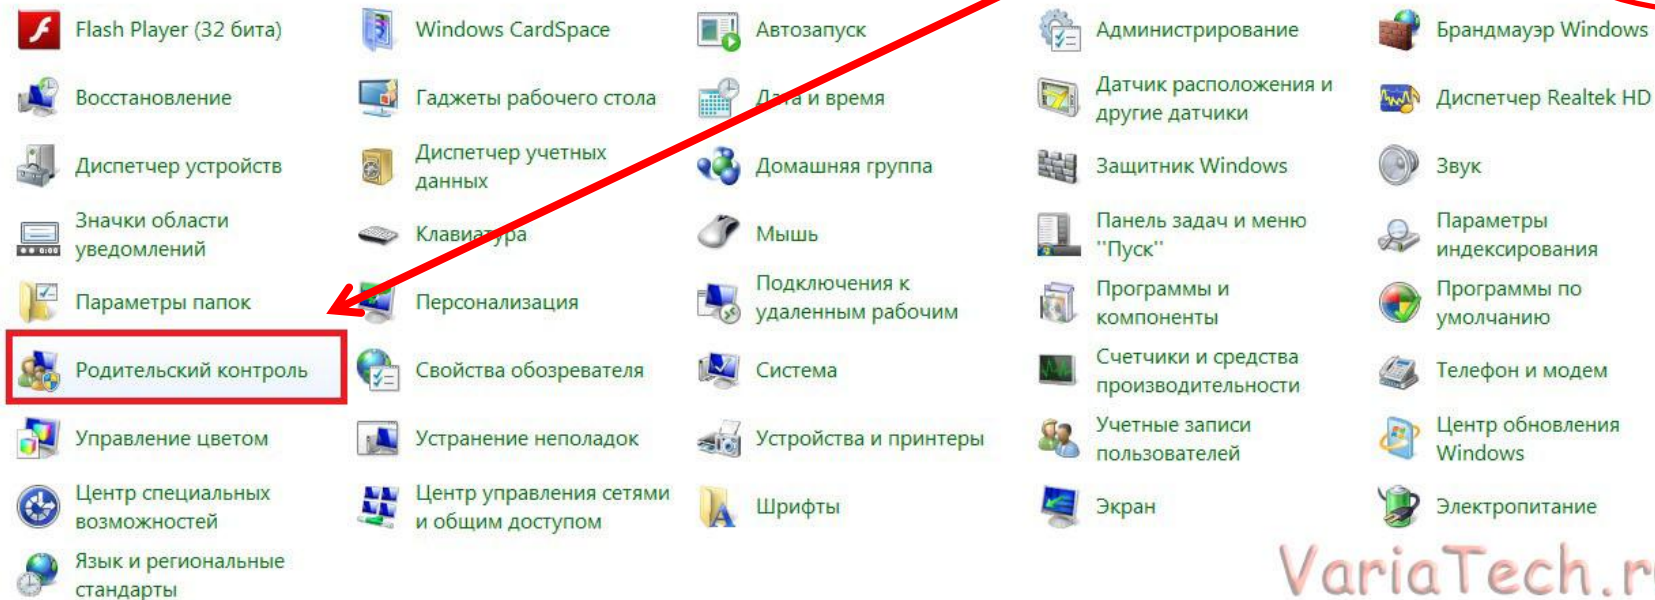 Flash Player (32 бита)
Windows CardSpace
Автозапуск
Администрирование
Брандмауэр Windows
Восстановление
Гаджеты рабочего стола
Дата и время
Датчик расположения и
другие датчики
Диспетчер Realtek HD
Диспетчер устройств
Диспетчер учетных
данных
Домашняя группа
Защитник Windows
Звук
Значки области
уведомлений
Клавиатура
Мышь
Панель задач и меню
"Пуск"
Параметры
индексирования
Параметры папок
Персонализация
Подключения к
удаленным рабочим
Программы и
компоненты
Программы по
умолчанию
Родительский контроль
Свойства обозревателя
Система
Счетчики и средства
производительности
Телефон и модем
Управление цветом
Устранение неполадок
Устройства и принтеры
Учетные записи
пользователей
Центр обновления
Windows
Центр специальных
возможностей
Центр управления сетями
и общим доступом
Шрифты
Экран
Электропитание
Язык и региональные
стандарты
VariaTech.ru